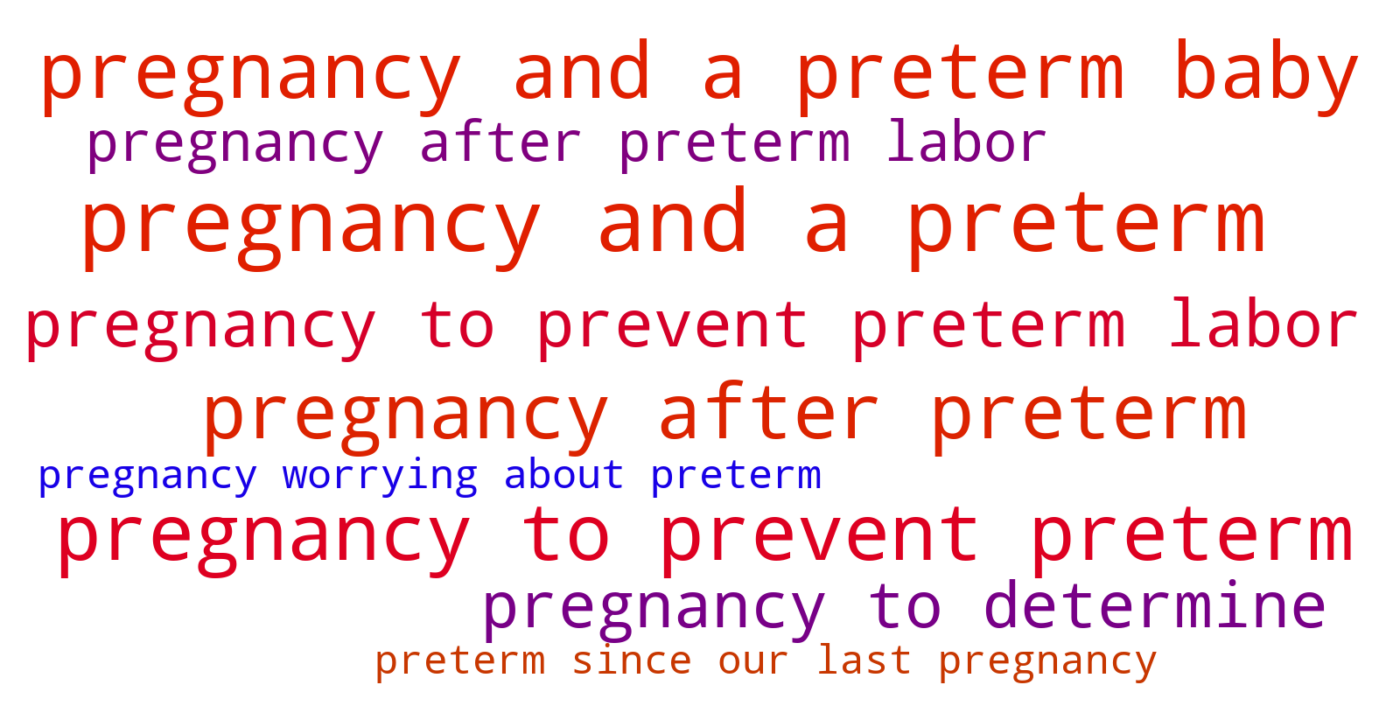 pregnancy and a preterm baby
pregnancy after preterm labor
pregnancy and a preterm
pregnancy to prevent preterm labor
pregnancy after preterm
pregnancy worrying about preterm
pregnancy to prevent preterm
pregnancy to determine
preterm since our last pregnancy